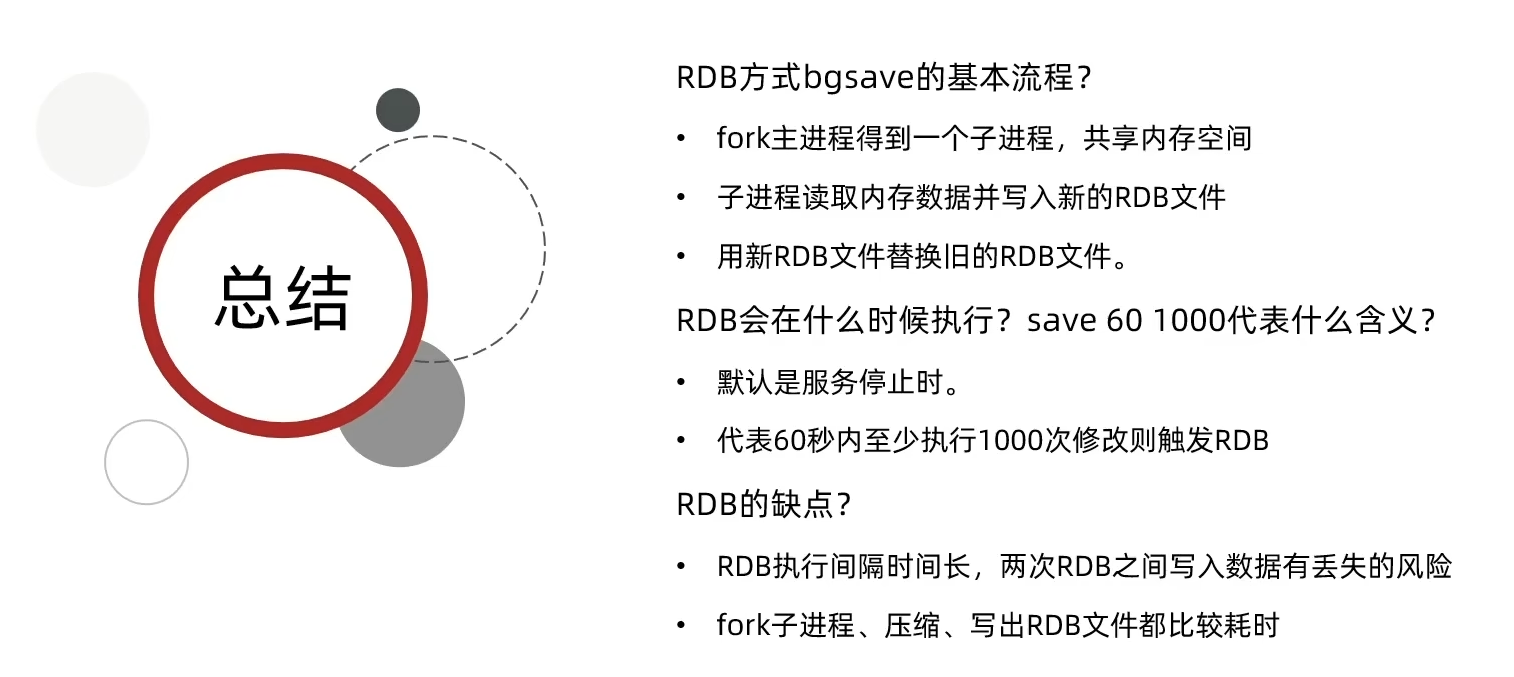 总结
RDB方式bgsave的基本流程？
• fork主进程得到一个子进程，共享内存空间
• 子进程读取内存数据并写入新的RDB文件
• 用新RDB文件替换旧的RDB文件。
RDB会在什么时候执行？save 60 1000代表什么含义？
• 默认是服务停止时。
• 代表60秒内至少执行1000次修改则触发RDB
RDB的缺点？
• RDB执行间隔时间长，两次RDB之间写入数据有丢失的风险
• fork子进程、压缩、写出RDB文件都比较耗时